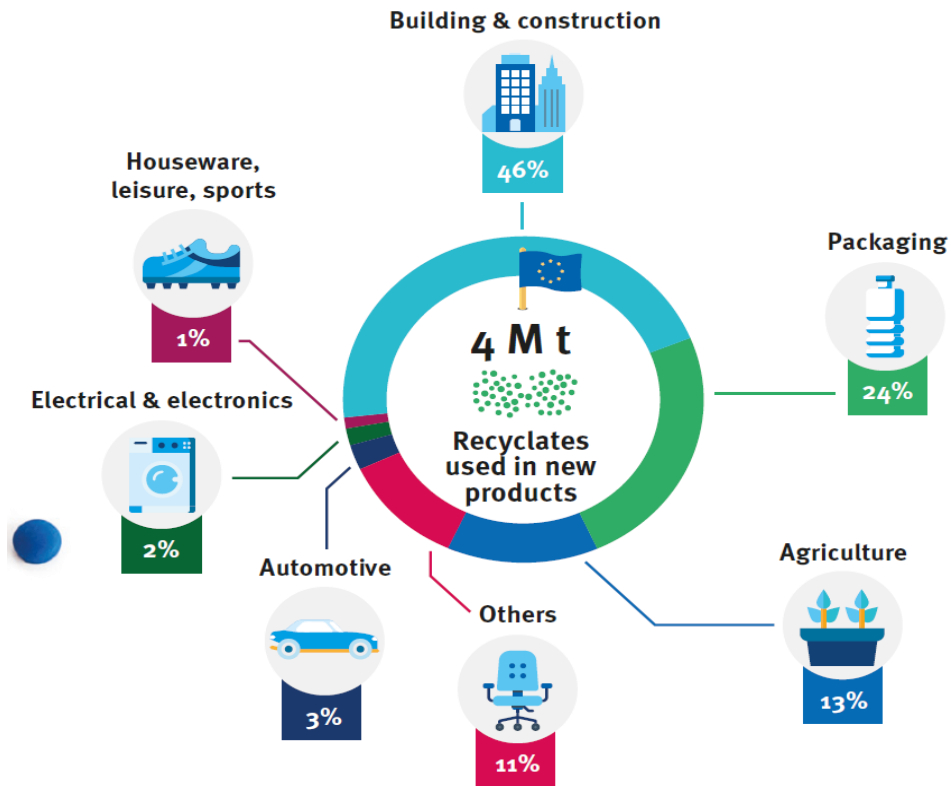 Building & construction
46%
Houseware,
leisure, sports
1%
Packaging
24%
4 Mt
Recyclates
used in new
products
Electrical & electronics
2%
Automotive
3%
Others
11%
Agriculture
13%